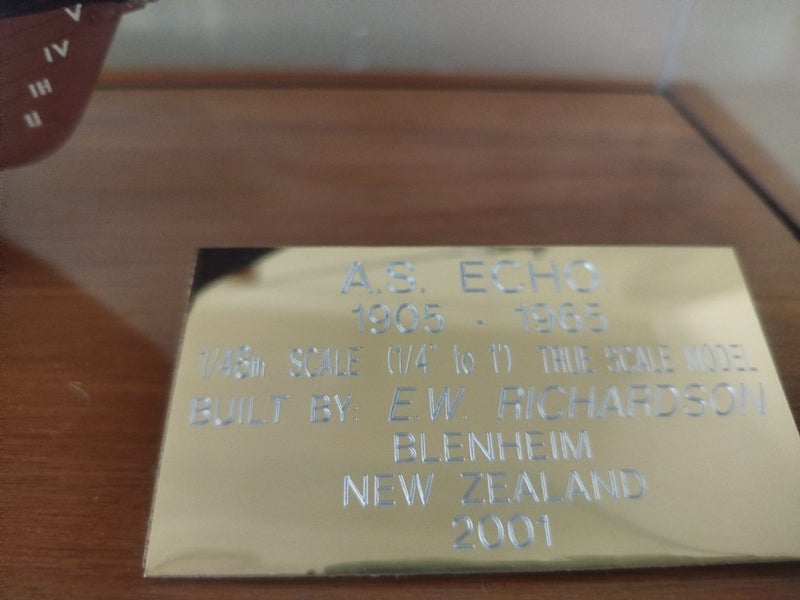 V
IV
III
II
A.S. ECHO
1905 - 1965
1/48th SCALE (1/4" to 1') TRUE SCALE MODEL
BUILT BY: E.W. RICHARDSON
BLENHEIM
NEW ZEALAND
2001